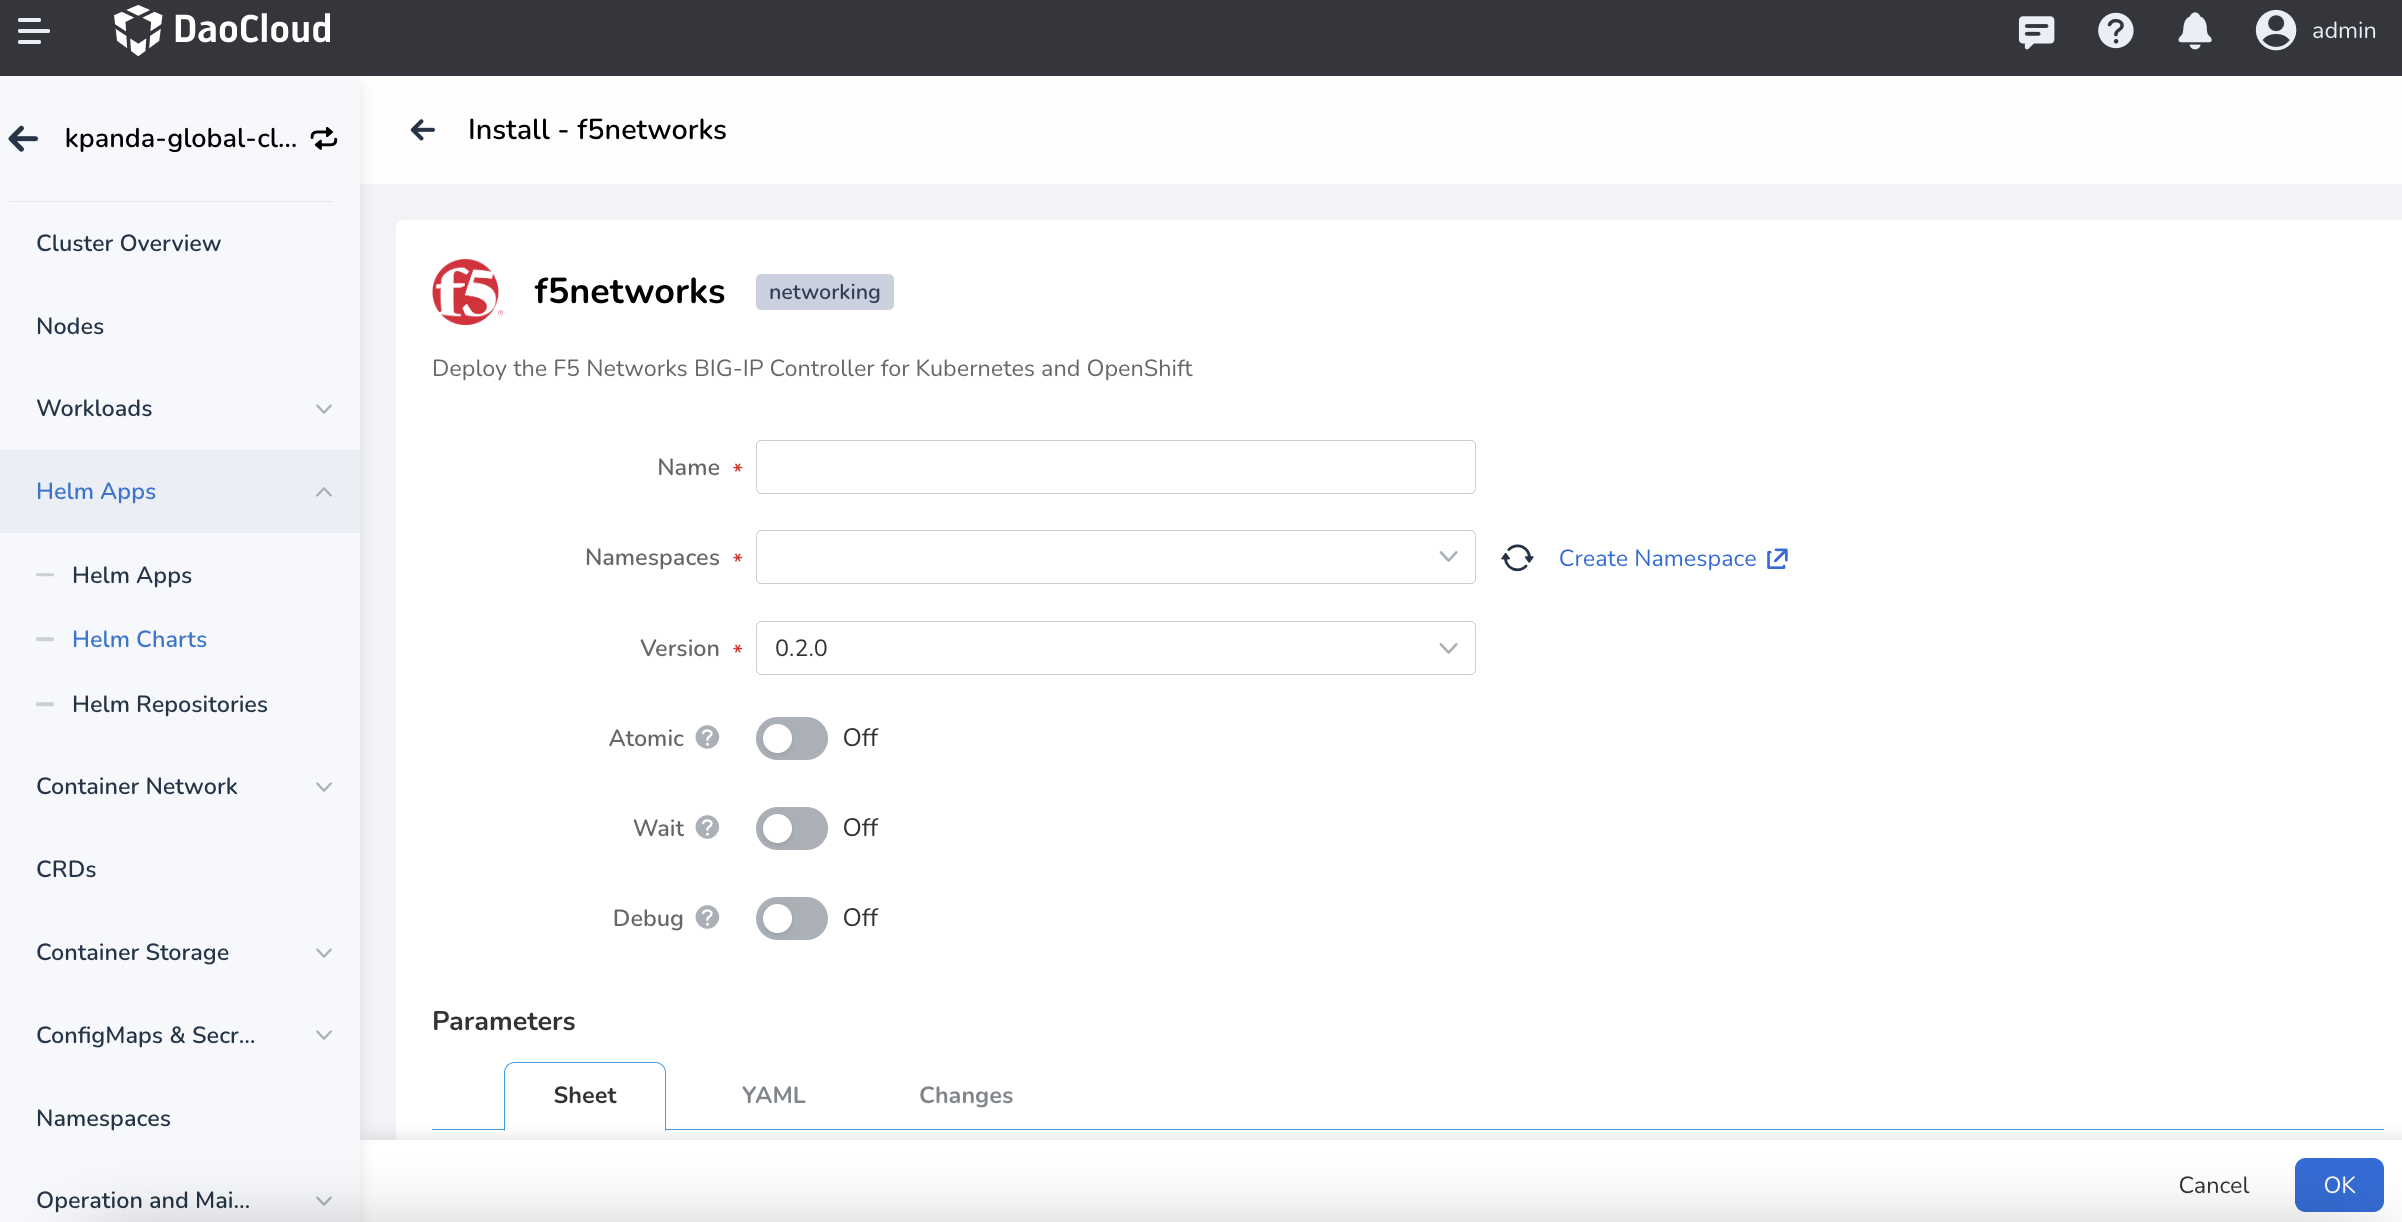 DaoCloud
admin
kpanda-global-cl...
Install - f5networks
Cluster Overview
Nodes
Workloads
Helm Apps
Helm Apps
Helm Charts
Helm Repositories
Container Network
CRDs
Container Storage
ConfigMaps & Secr...
Namespaces
Operation and Mai...
f5
f5networks
networking
Deploy the F5 Networks BIG-IP Controller for Kubernetes and OpenShift
Name *
Namespaces *
Create Namespace
Version *
0.2.0
Atomic ?
Off
Wait ?
Off
Debug ?
Off
Parameters
Sheet
YAML
Changes
Cancel
OK